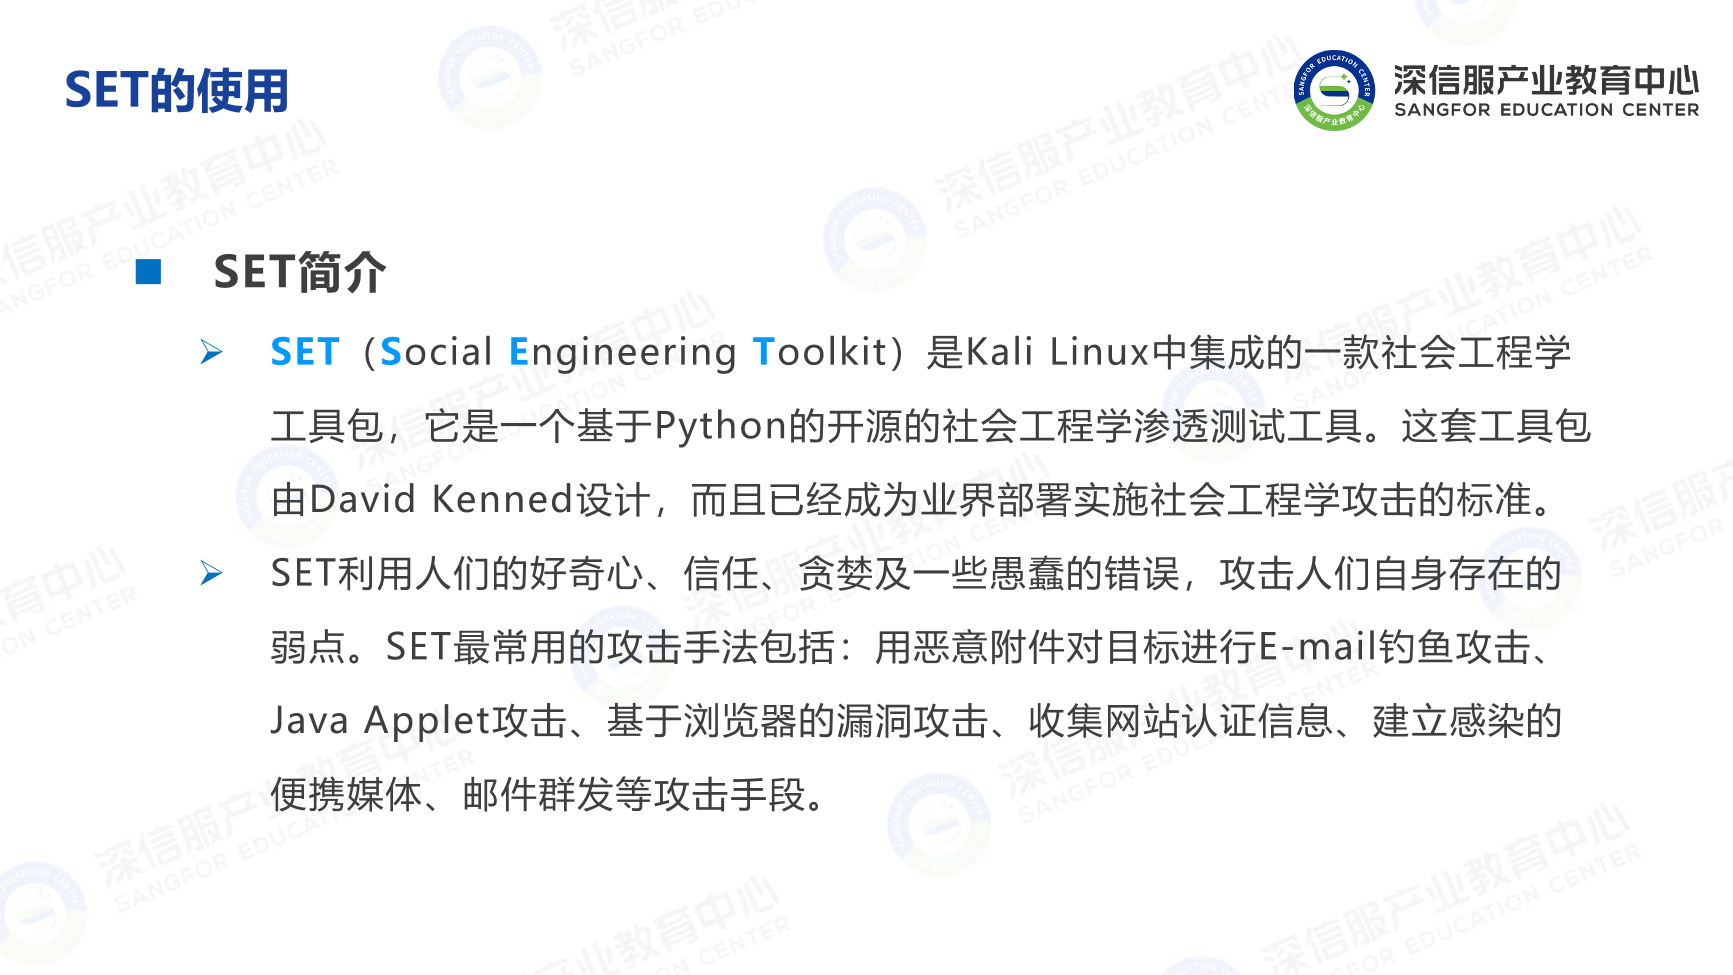 SET的使用
深信服产业教育中心
SANGFOR EDUCATION CENTER
SET简介
SET（Social Engineering Toolkit）是Kali Linux中集成的一款社会工程学
工具包，它是一个基于Python的开源的社会工程学渗透测试工具。这套工具包
由David Kenned设计，而且已经成为业界部署实施社会工程学攻击的标准。
SET利用人们的好奇心、信任、贪婪及一些愚蠢的错误，攻击人们自身存在的
弱点。SET最常用的攻击手法包括：用恶意附件对目标进行E-mail钓鱼攻击、
Java Applet攻击、基于浏览器的漏洞攻击、收集网站认证信息、建立感染的
便携媒体、邮件群发等攻击手段。